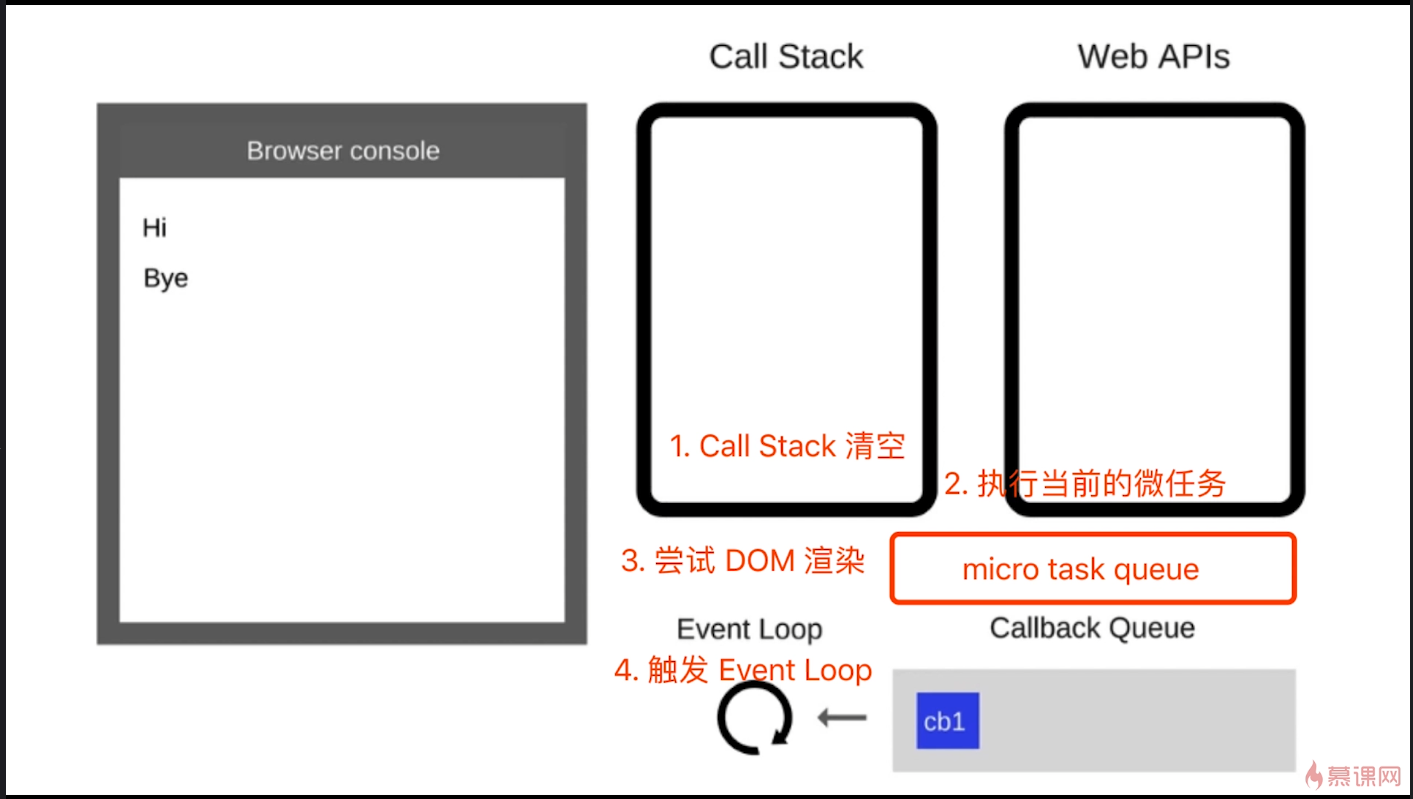 Call Stack
Web APIs
Browser console
Hi
Bye
1. Call Stack 清空
2. 执行当前的微任务
3. 尝试 DOM 渲染
micro task queue
Event Loop
Callback Queue
4. 触发 Event Loop
cb1
慕课网